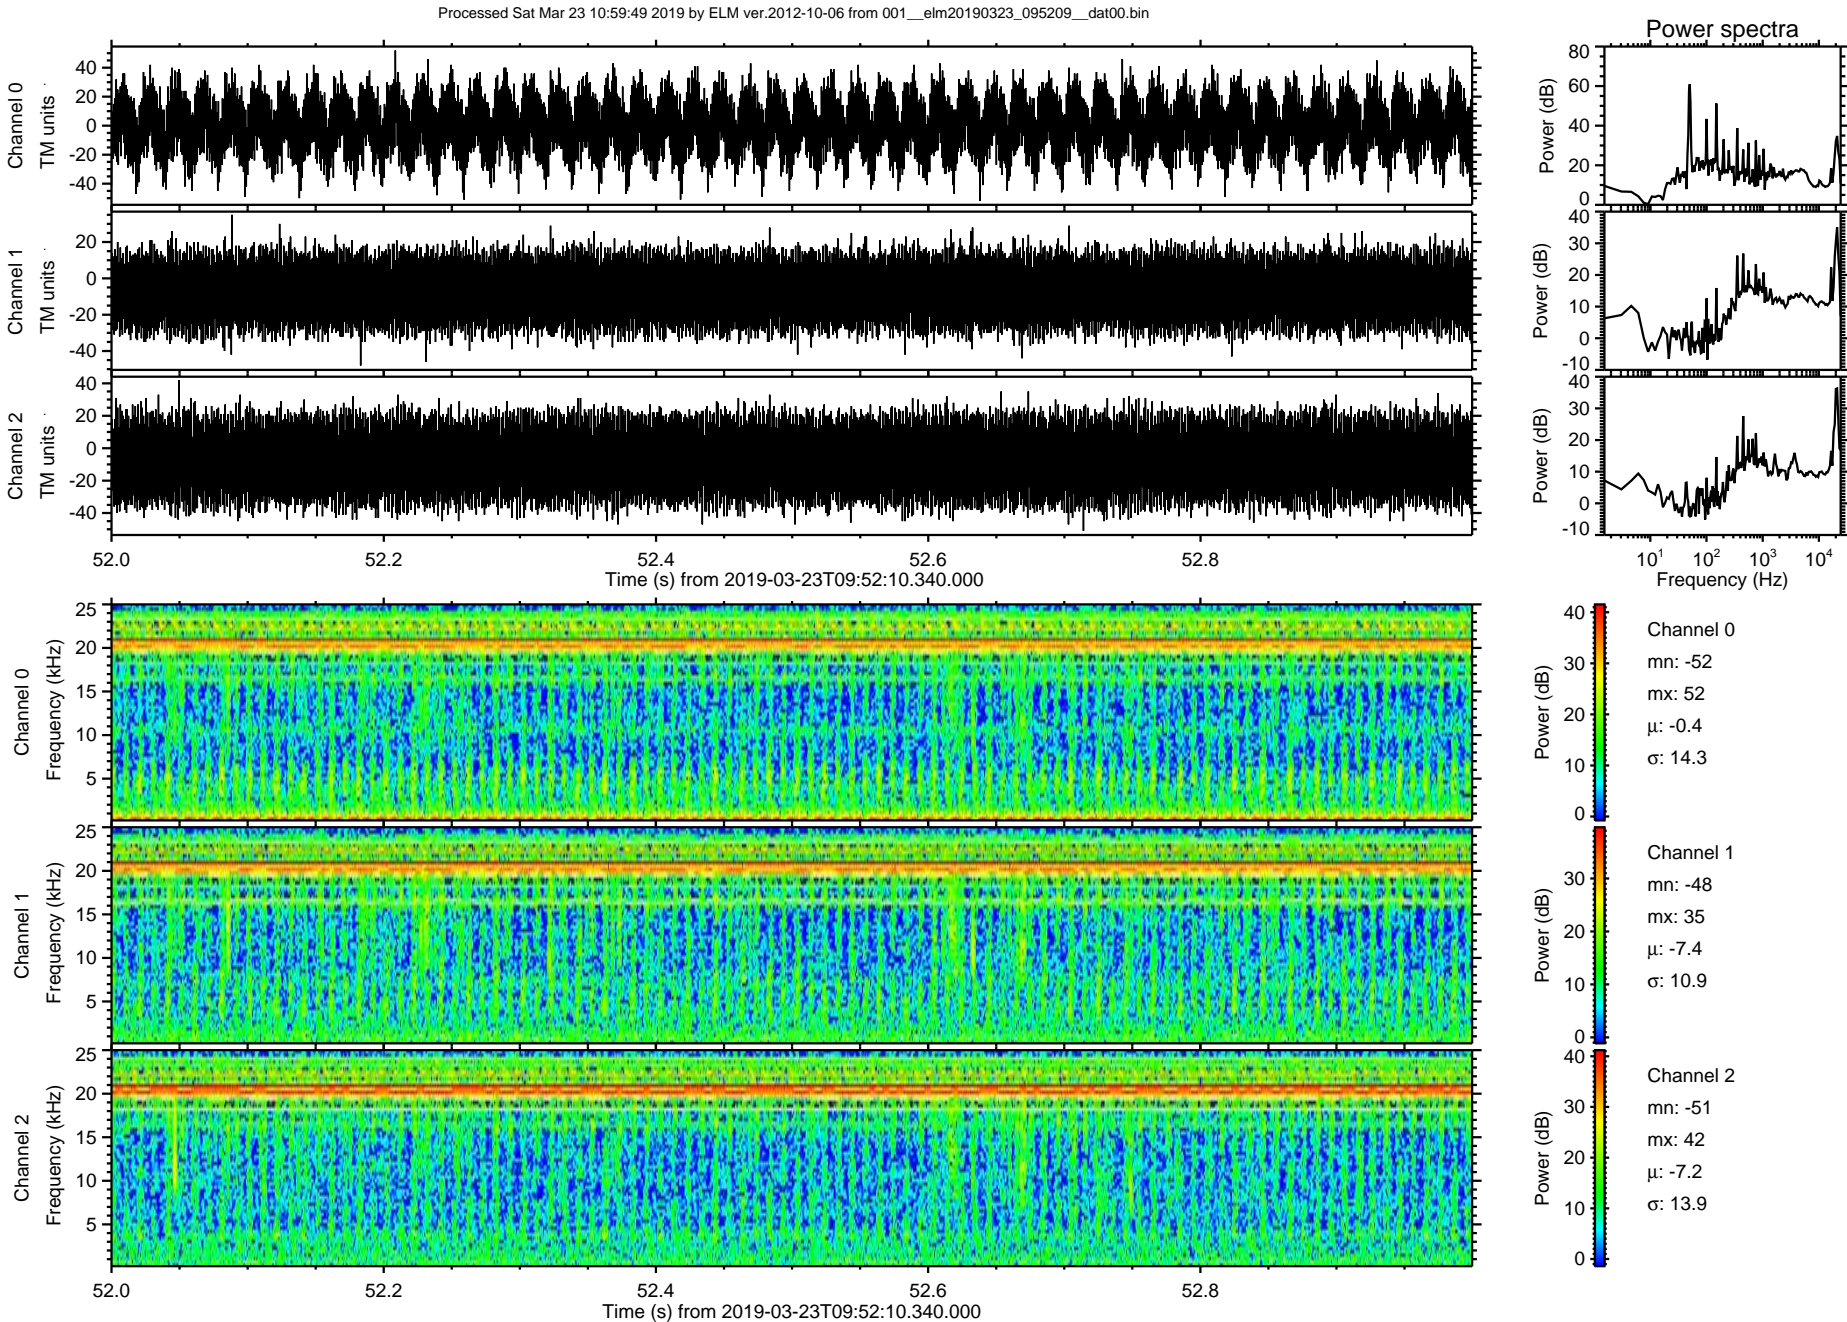 Processed Sat Mar 23 10:59:49 2019 by ELM ver.2012-10-06 from 001__elm20190323_095209__dat00.bin
Power spectra
Channel 0
TM units
40
20
0
-20
-40
Power (dB)
80
60
40
20
0
Channel 1
TM units
20
0
-20
-40
Power (dB)
40
30
20
10
0
-10
Channel 2
TM units
40
20
0
-20
-40
Power (dB)
40
30
20
10
0
-10
52.0 52.2 52.4 52.6 52.8
Time (s) from 2019-03-23T09:52:10.340.000
10¹ 10² 10³ 10⁴
Frequency (Hz)
Channel 0
Frequency (kHz)
25
20
15
10
5
Power (dB)
40
30
20
10
0
Channel 0
mn: -52
mx: 52
μ: -0.4
σ: 14.3
Channel 1
Frequency (kHz)
25
20
15
10
5
Power (dB)
30
20
10
0
Channel 1
mn: -48
mx: 35
μ: -7.4
σ: 10.9
Channel 2
Frequency (kHz)
25
20
15
10
5
Power (dB)
40
30
20
10
0
Channel 2
mn: -51
mx: 42
μ: -7.2
σ: 13.9
52.0 52.2 52.4 52.6 52.8
Time (s) from 2019-03-23T09:52:10.340.000